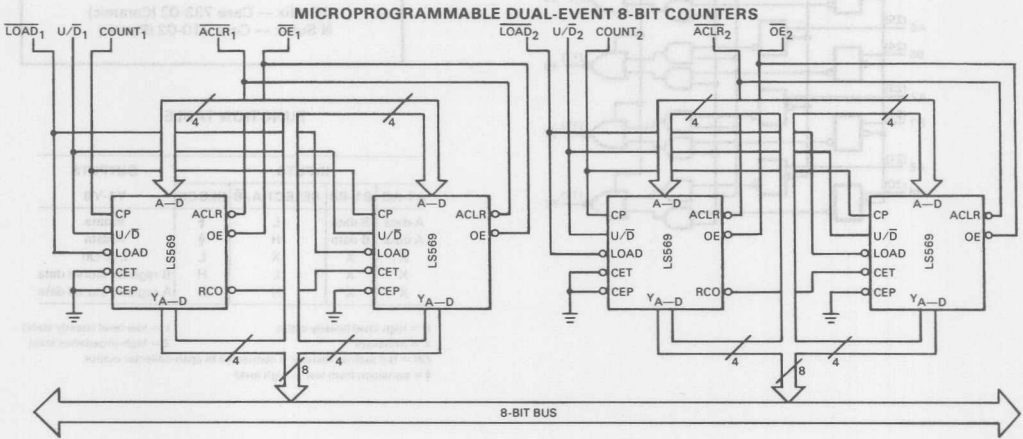 MICROPROGRAMMABLE DUAL-EVENT 8-BIT COUNTERS
LOAD1 U/D1 COUNT1 ACLR1 OE1 LOAD2 U/D2 COUNT2 ACLR2 OE2
4 4 4 4
A—D A—D A—D A—D
CP ACLR CP ACLR CP ACLR CP ACLR
U/D OE U/D OE U/D OE U/D OE
LS569 LS569 LS569 LS569
LOAD LOAD LOAD LOAD
CET CET CET CET
CEP RCO CEP CEP RCO CEP
YA—D YA—D YA—D YA—D
4 4 4 4
8 8
8-BIT BUS